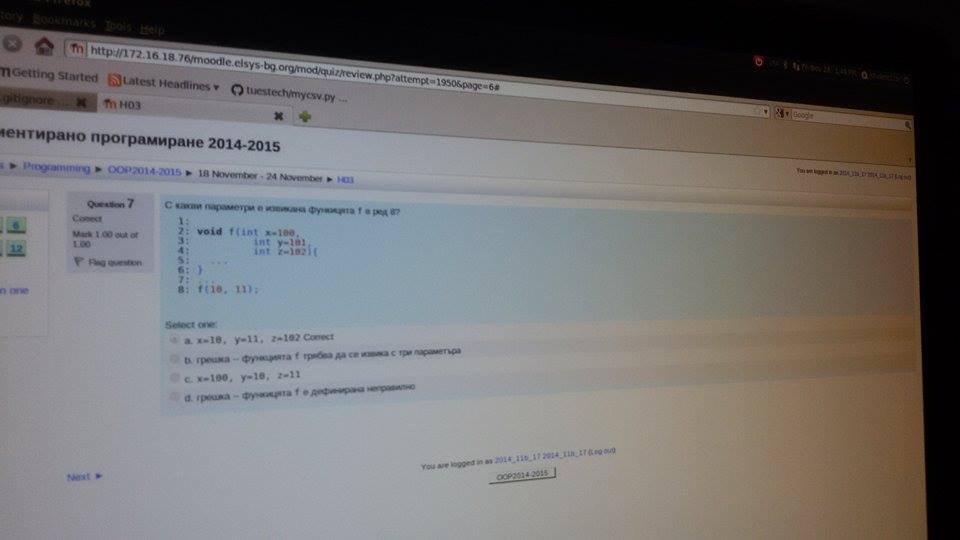 Firefox
tory Bookmarks Tools Help
http://172.16.18.76/moodle.elsys-bg.org/mod/quiz/review.php?attempt=1950&page=6#
Google
Getting Started Latest Headlines tuestech/mycsv.py ...
.gitignore ... H03
иентирано програмиране 2014-2015
You are logged in as 2014_11b_17 2014_11b_17 (Log out)
s ► Programming ► OOP2014-2015 ► 18 November - 24 November ► H03
Question 7
Correct
Mark 1.00 out of
1.00
Flag question
6
12
n one
С какви параметри е извикана функцията f в ред 8?
1:
2: void f(int x=100,
3: int y=101,
4: int z=102){
5: ...
6: }
7: ...
8: f(10, 11);
Select one:
a. x=10, y=11, z=102 Correct
b. грешка -- функцията f трябва да се извика с три параметъра
c. x=100, y=10, z=11
d. грешка -- функцията f е дефинирана неправилно
You are logged in as 2014_11b_17 2014_11b_17 (Log out)
OOP2014-2015
Next ►